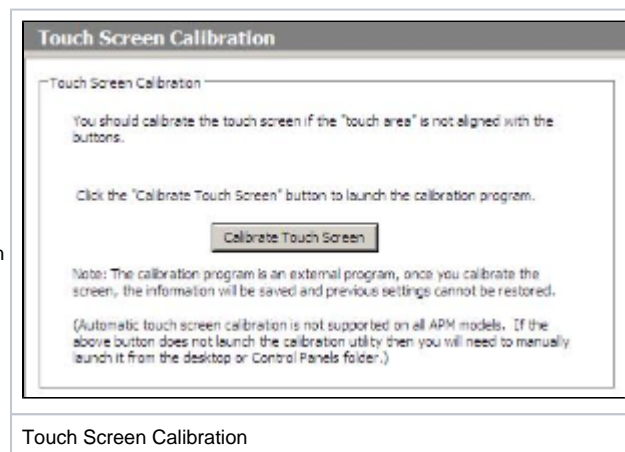 Touch Screen Calibration
Touch Screen Calibration
You should calibrate the touch screen if the "touch area" is not aligned with the
buttons.
Click the "Calibrate Touch Screen" button to launch the calibration program.
Calibrate Touch Screen
Note: The calibration program is an external program, once you calibrate the
screen, the information will be saved and previous settings cannot be restored.
(Automatic touch screen calibration is not supported on all APM models. If the
above button does not launch the calibration utility then you will need to manually
launch it from the desktop or Control Panels folder.)
Touch Screen Calibration